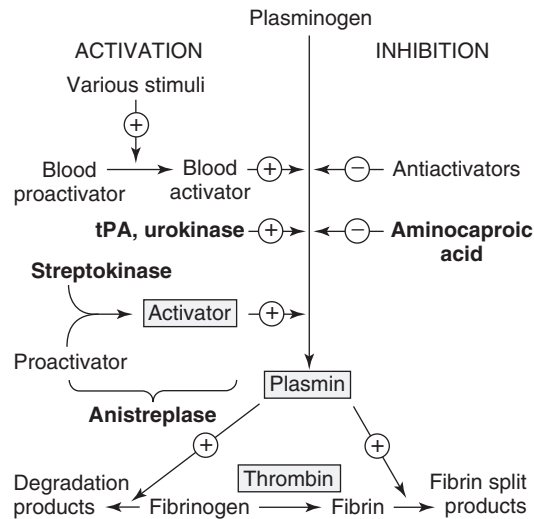 Plasminogen
ACTIVATION
INHIBITION
Various stimuli
+
Blood
proactivator
Blood
activator
+
−
Antiactivators
tPA, urokinase
+
−
Aminocaproic
acid
Streptokinase
Activator
+
Proactivator
Plasmin
Anistreplase
+
+
Thrombin
Degradation
products
Fibrinogen
Fibrin
Fibrin split
products